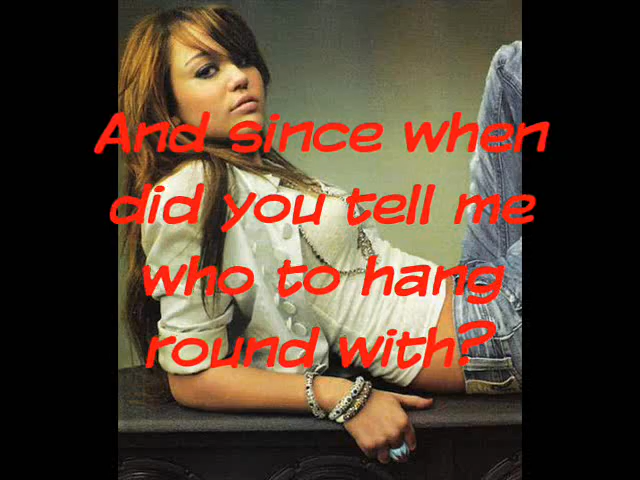 And since when
did you tell me
who to hang
round with?